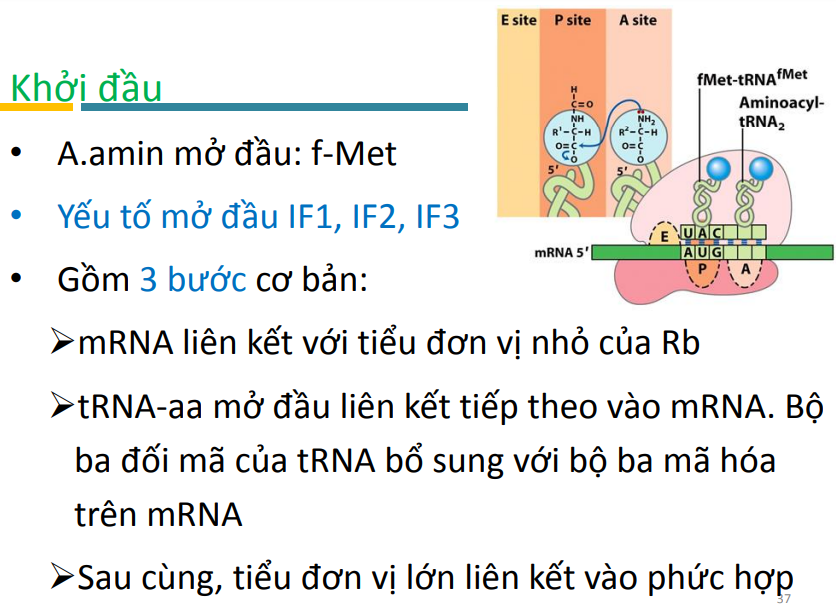 Khởi đầu
• A.amin mở đầu: f-Met
• Yếu tố mở đầu IF1, IF2, IF3
• Gồm 3 bước cơ bản:
➢mRNA liên kết với tiểu đơn vị nhỏ của Rb
➢tRNA-aa mở đầu liên kết tiếp theo vào mRNA. Bộ
ba đối mã của tRNA bổ sung với bộ ba mã hóa
trên mRNA
➢Sau cùng, tiểu đơn vị lớn liên kết vào phức hợp
E site P site A site
H
C=O
NH NH₂
R¹–C–H R²–C–H
O=C O=C
O O
5′ 5′
fMet-tRNAᶠᴹᵉᵗ
Aminoacyl-
tRNA₂
E UAC
mRNA 5′ AUG
P A
37